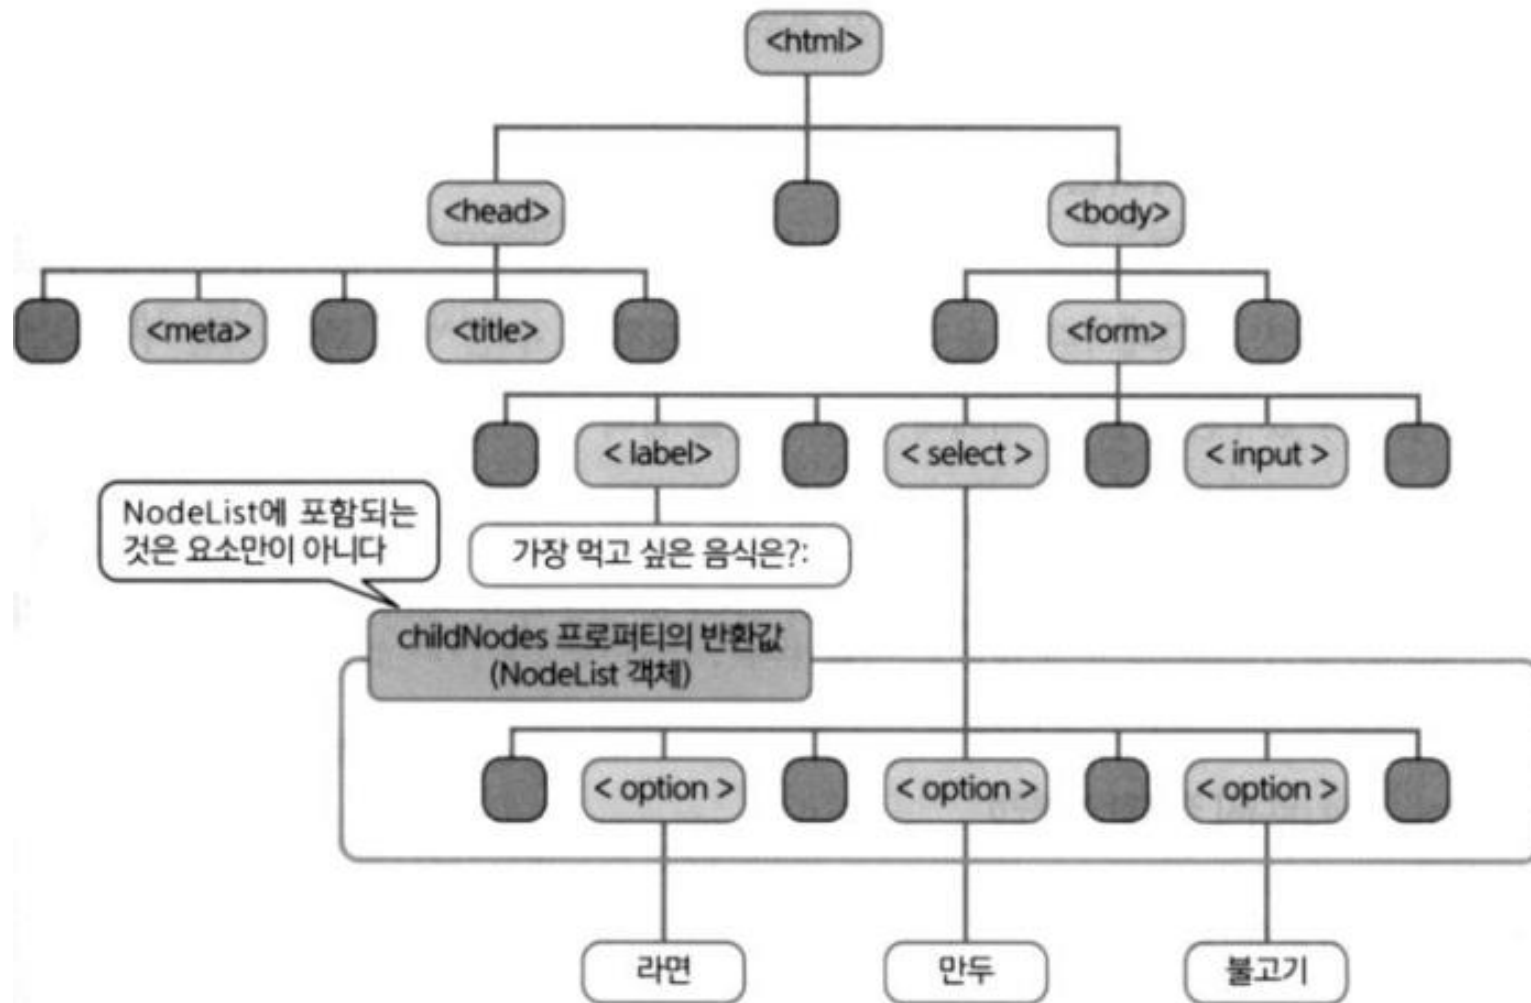 <html>
<head>
<body>
<meta>
<title>
<form>
< label>
< select >
< input >
NodeList에 포함되는
것은 요소만이 아니다
가장 먹고 싶은 음식은?:
childNodes 프로퍼티의 반환값
(NodeList 객체)
< option >
< option >
< option >
라면
만두
불고기